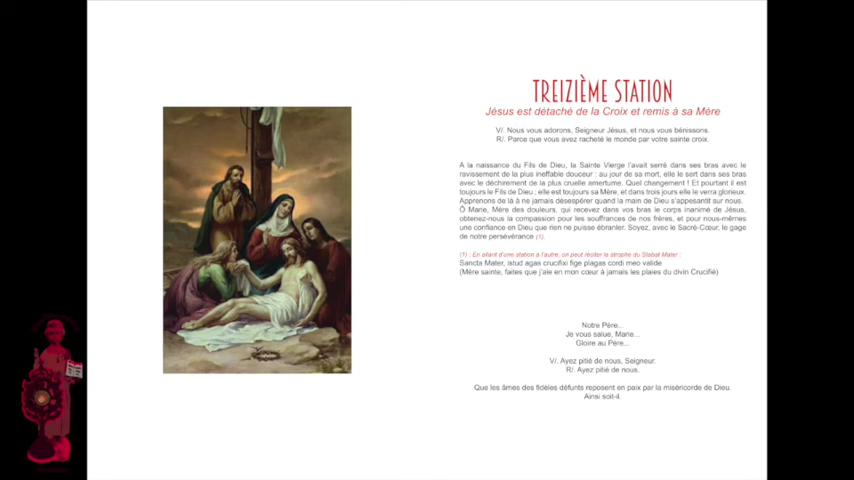 TREIZIÈME STATION
Jésus est détaché de la Croix et remis à sa Mère
V/. Nous vous adorons, Seigneur Jésus, et nous vous bénissons.
R/. Parce que vous avez racheté le monde par votre sainte croix.
A la naissance du Fils de Dieu, la Sainte Vierge l'avait serré dans ses bras avec le
ravissement de la plus ineffable douceur ; au jour de sa mort, elle le sert dans ses bras
avec le déchirement de la plus cruelle amertume. Quel changement ! Et pourtant il est
toujours le Fils de Dieu ; elle est toujours sa Mère, et dans trois jours elle le verra glorieux.
Apprenons de là à ne jamais désespérer quand la main de Dieu s'appesantit sur nous.
Ô Marie, Mère des douleurs, qui recevez dans vos bras le corps inanimé de Jésus,
obtenez-nous la compassion pour les souffrances de nos frères, et pour nous-mêmes
une confiance en Dieu que rien ne puisse ébranler. Soyez, avec le Sacré-Cœur, le gage
de notre persévérance (1).
(1) : En allant d'une station à l'autre, on peut réciter la strophe du Stabat Mater :
Sancta Mater, istud agas crucifixi fige plagas cordi meo valide
(Mère sainte, faites que j'aie en mon cœur à jamais les plaies du divin Crucifié)
Notre Père...
Je vous salue, Marie...
Gloire au Père...
V/. Ayez pitié de nous, Seigneur.
R/. Ayez pitié de nous.
Que les âmes des fidèles défunts reposent en paix par la miséricorde de Dieu.
Ainsi soit-il